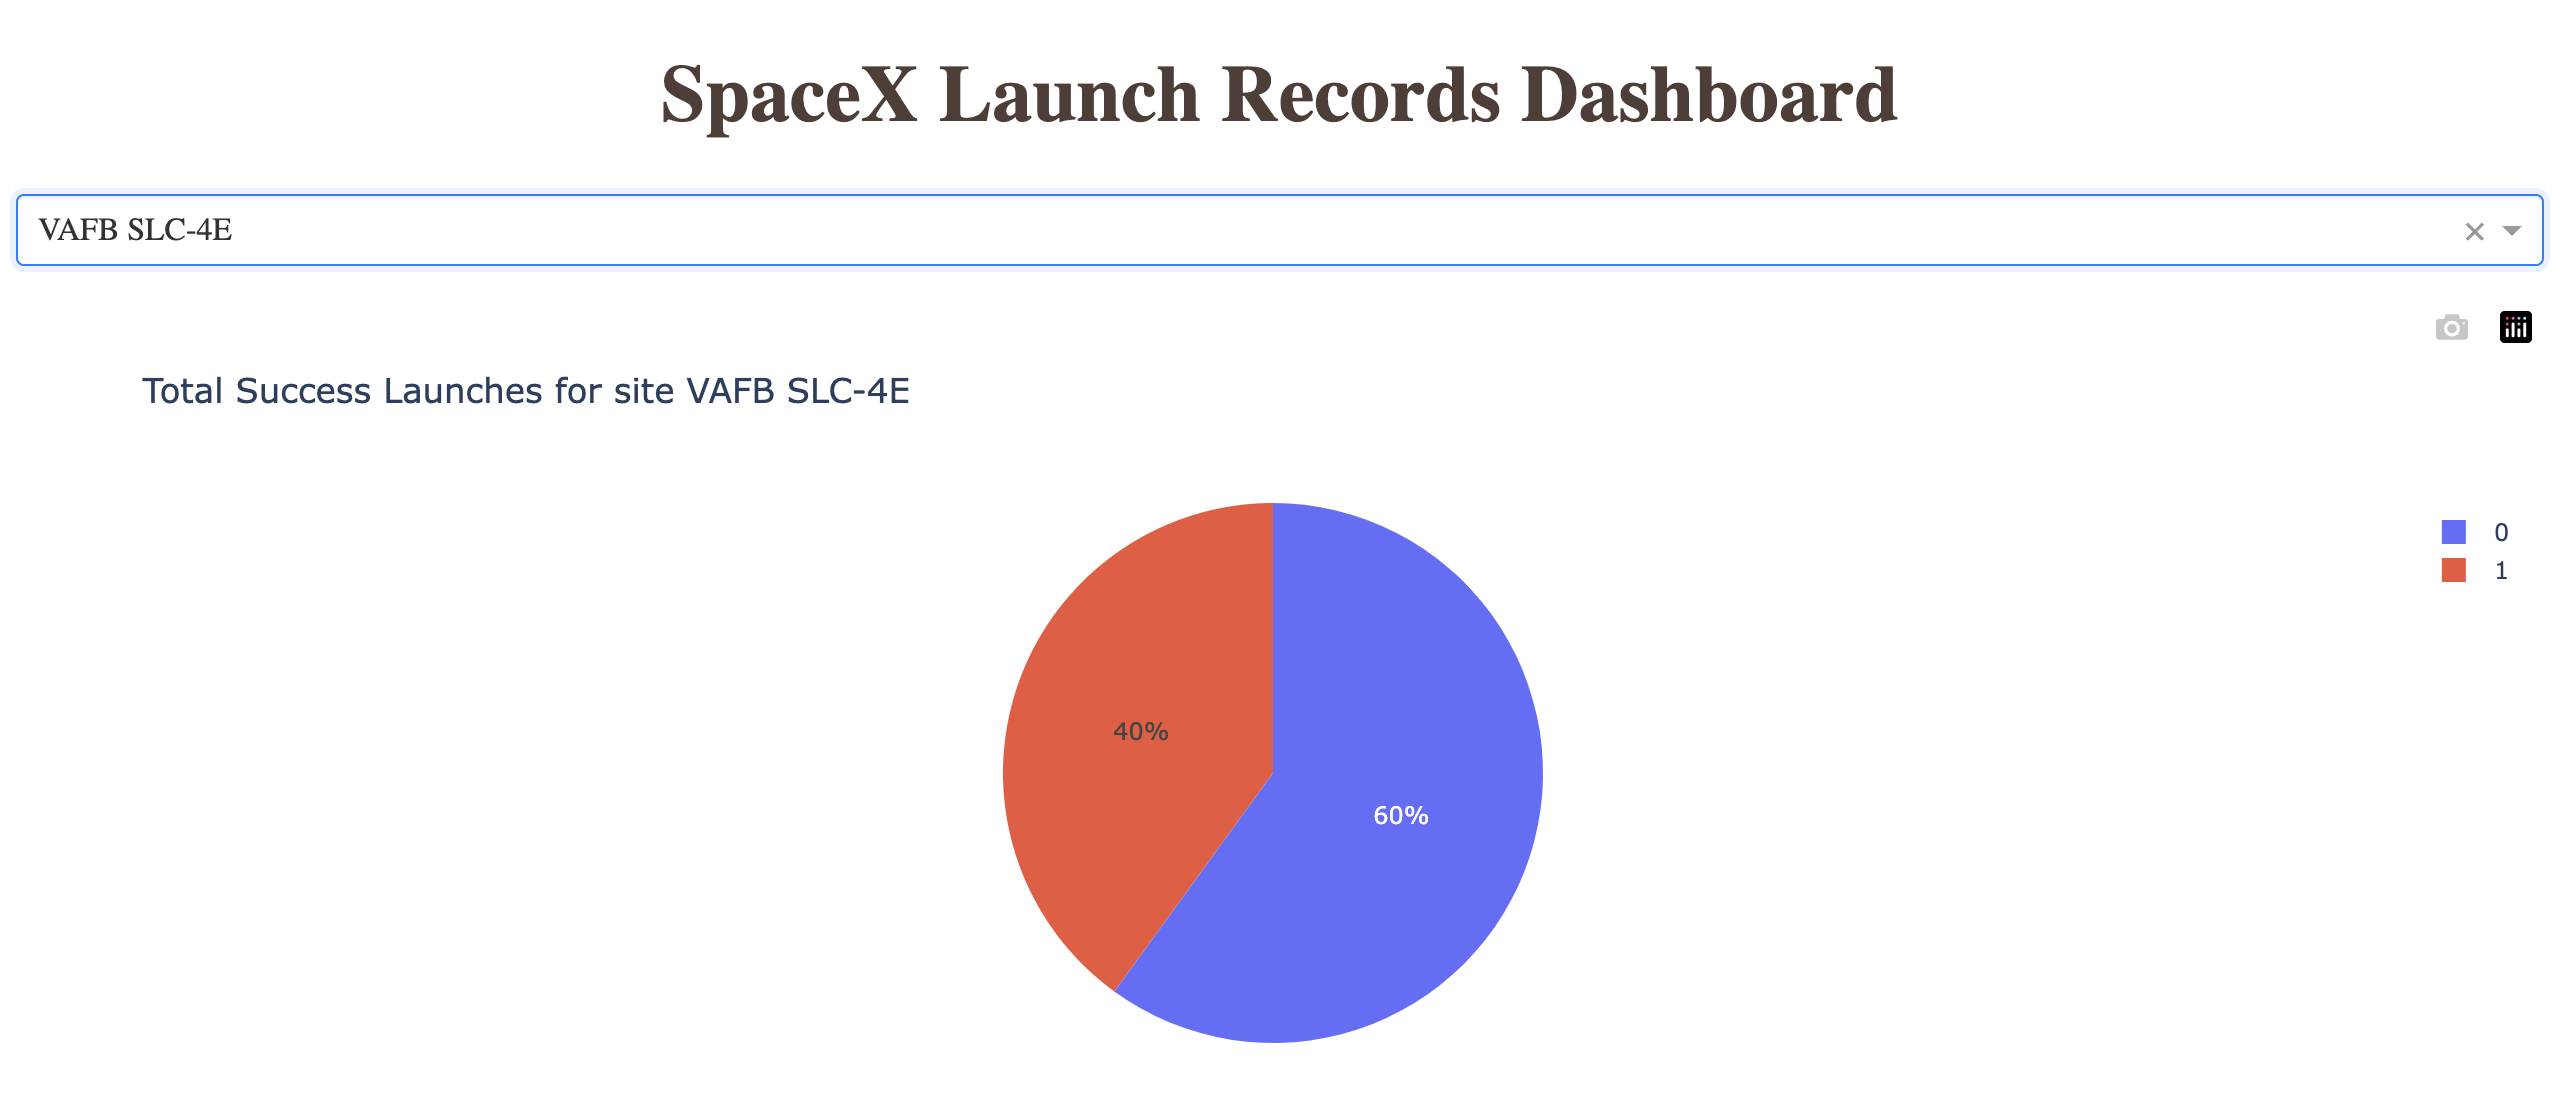 SpaceX Launch Records Dashboard
VAFB SLC-4E
Total Success Launches for site VAFB SLC-4E
0
1
40%
60%